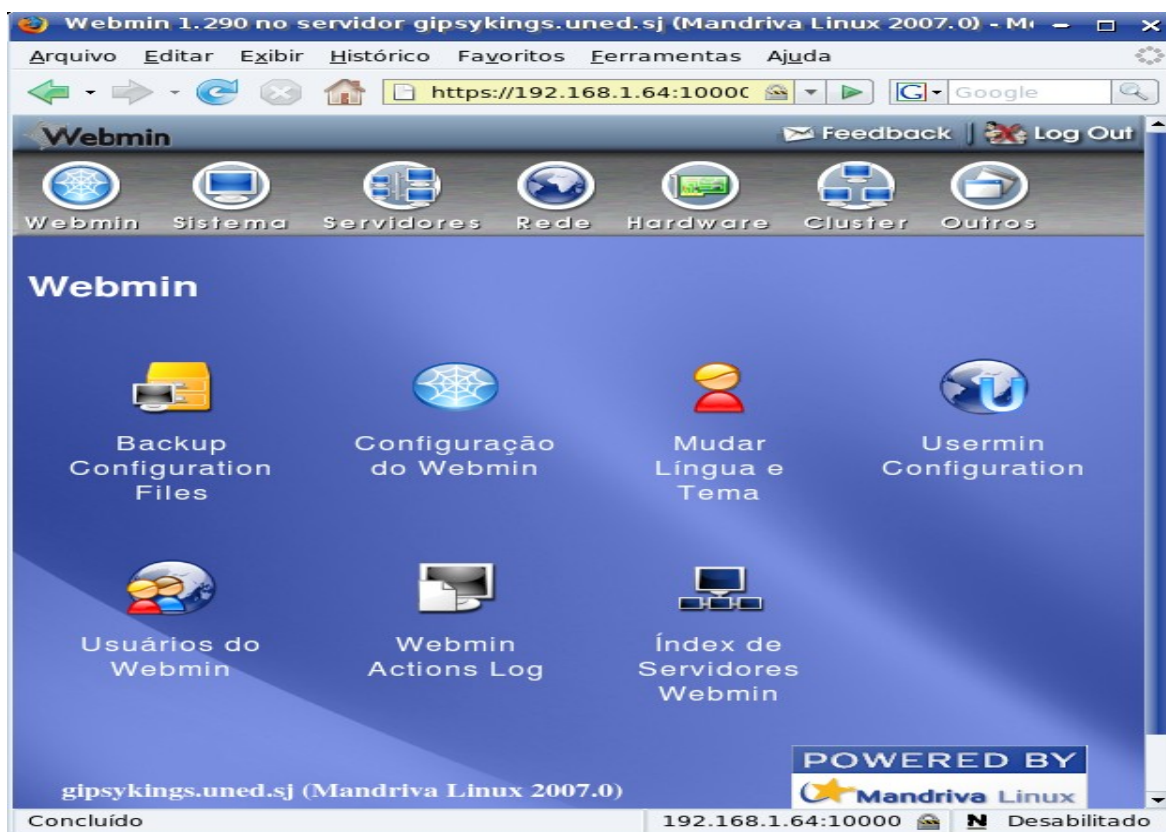 Webmin 1.290 no servidor gipsykings.uned.sj (Mandriva Linux 2007.0) - M
Arquivo Editar Exibir Histórico Favoritos Ferramentas Ajuda
https://192.168.1.64:1000 G Google
Webmin Feedback Log Out
Webmin Sistema Servidores Rede Hardware Cluster Outros
Webmin
Backup
Configuration
Files
Configuração
do Webmin
Mudar
Língua e
Tema
Usermin
Configuration
Usuários do
Webmin
Webmin
Actions Log
Índex de
Servidores
Webmin
POWERED BY
Mandriva Linux
gipsykings.uned.sj (Mandriva Linux 2007.0)
Concluído 192.168.1.64:10000 N Desabilitado